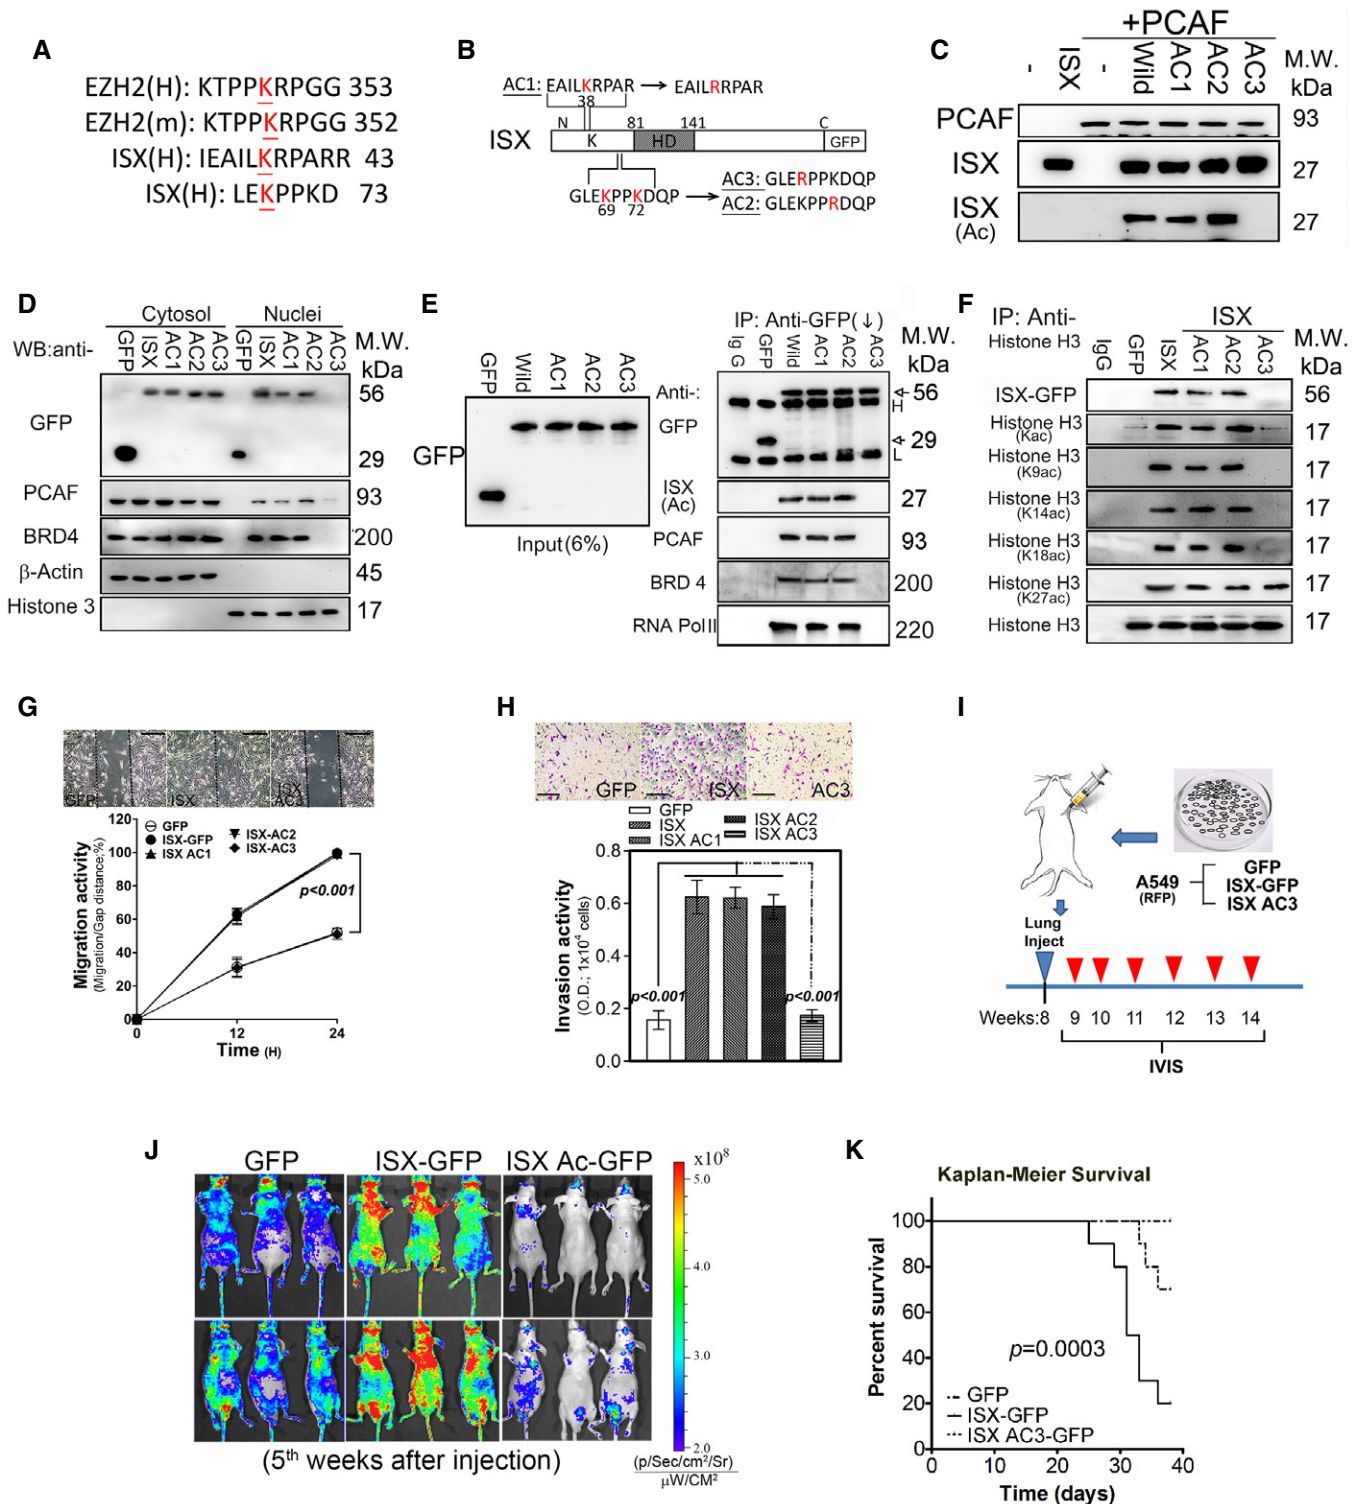 A
EZH2(H): KTPPKRPGG 353
EZH2(m): KTPPKRPGG 352
ISX(H): IEAILKRPARR 43
ISX(H): LEKPPKD 73
B
AC1: EAILKRPAR → EAILRRPAR
38
N 81 141 C
ISX K HD GFP
GLEKPPKDQP → AC3: GLERPPKDQP
69 72 AC2: GLEKPPRDQP
C
+PCAF
- ISX - Wild AC1 AC2 AC3 M.W. kDa
PCAF 93
ISX 27
ISX (Ac) 27
D
Cytosol Nuclei
WB:anti- GFP ISX AC1 AC2 AC3 GFP ISX AC1 AC2 AC3 M.W. kDa
GFP 56
29
PCAF 93
BRD4 200
β-Actin 45
Histone 3 17
E
GFP Wild AC1 AC2 AC3
GFP
Input(6%)
IP: Anti-GFP(↓)
Ig G GFP Wild AC1 AC2 AC3 M.W. kDa
Anti-: 56
H
GFP 29
L
ISX (Ac) 27
PCAF 93
BRD 4 200
RNA PolII 220
F
IP: Anti- Histone H3 ISX
IgG GFP ISX AC1 AC2 AC3 M.W. kDa
ISX-GFP 56
Histone H3 (Kac) 17
Histone H3 (K9ac) 17
Histone H3 (K14ac) 17
Histone H3 (K18ac) 17
Histone H3 (K27ac) 17
Histone H3 17
G
GFP ISX ISX AC3
GFP
ISX-GFP
ISX AC1
ISX-AC2
ISX-AC3
Migration activity
(Migration/Gap distance;%)
120
100
80
60
40
20
0
p<0.001
0 12 24
Time (H)
H
GFP ISX AC3
GFP
ISX
ISX AC1
ISX AC2
ISX AC3
Invasion activity
(O.D.; 1x10⁴ cells)
0.8
0.6
0.4
0.2
0.0
p<0.001 p<0.001
I
A549 (RFP)
GFP
ISX-GFP
ISX AC3
Lung Inject
Weeks:8 9 10 11 12 13 14
IVIS
J
GFP ISX-GFP ISX Ac-GFP
x10⁸
5.0
4.0
3.0
2.0
(p/Sec/cm²/Sr)
µW/CM²
(5th weeks after injection)
K
Kaplan-Meier Survival
Percent survival
100
80
60
40
20
0
p=0.0003
GFP
ISX-GFP
ISX AC3-GFP
0 10 20 30 40
Time (days)